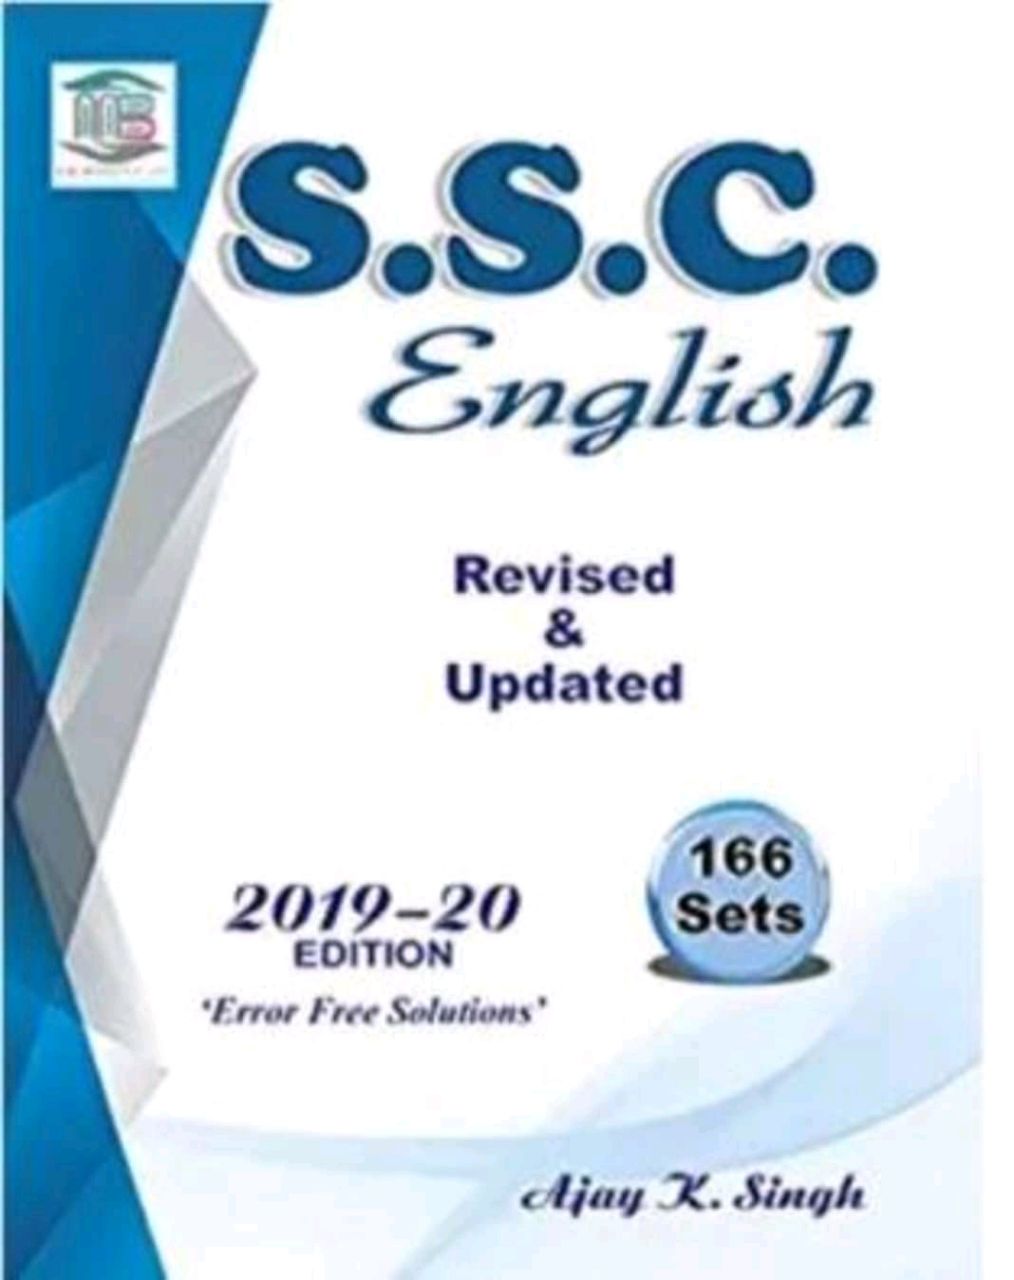 S.S.C.
English
Revised
&
Updated
166
Sets
2019-20
EDITION
'Error Free Solutions'
Ajay K. Singh